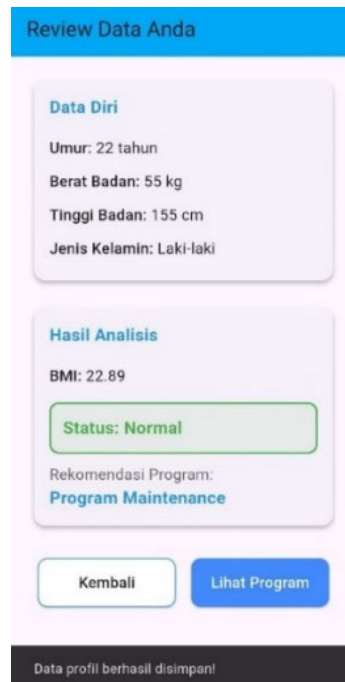 Review Data Anda
Data Diri
Umur: 22 tahun
Berat Badan: 55 kg
Tinggi Badan: 155 cm
Jenis Kelamin: Laki-laki
Hasil Analisis
BMI: 22.89
Status: Normal
Rekomendasi Program:
Program Maintenance
Kembali
Lihat Program
Data profil berhasil disimpan!